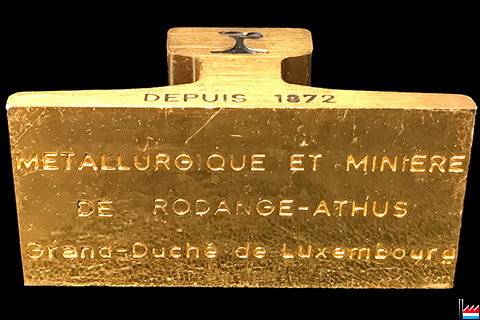 DEPUIS 1872
METALLURGIQUE ET MINIERE
DE RODANGE-ATHUS
Grand-Duché de Luxembourg